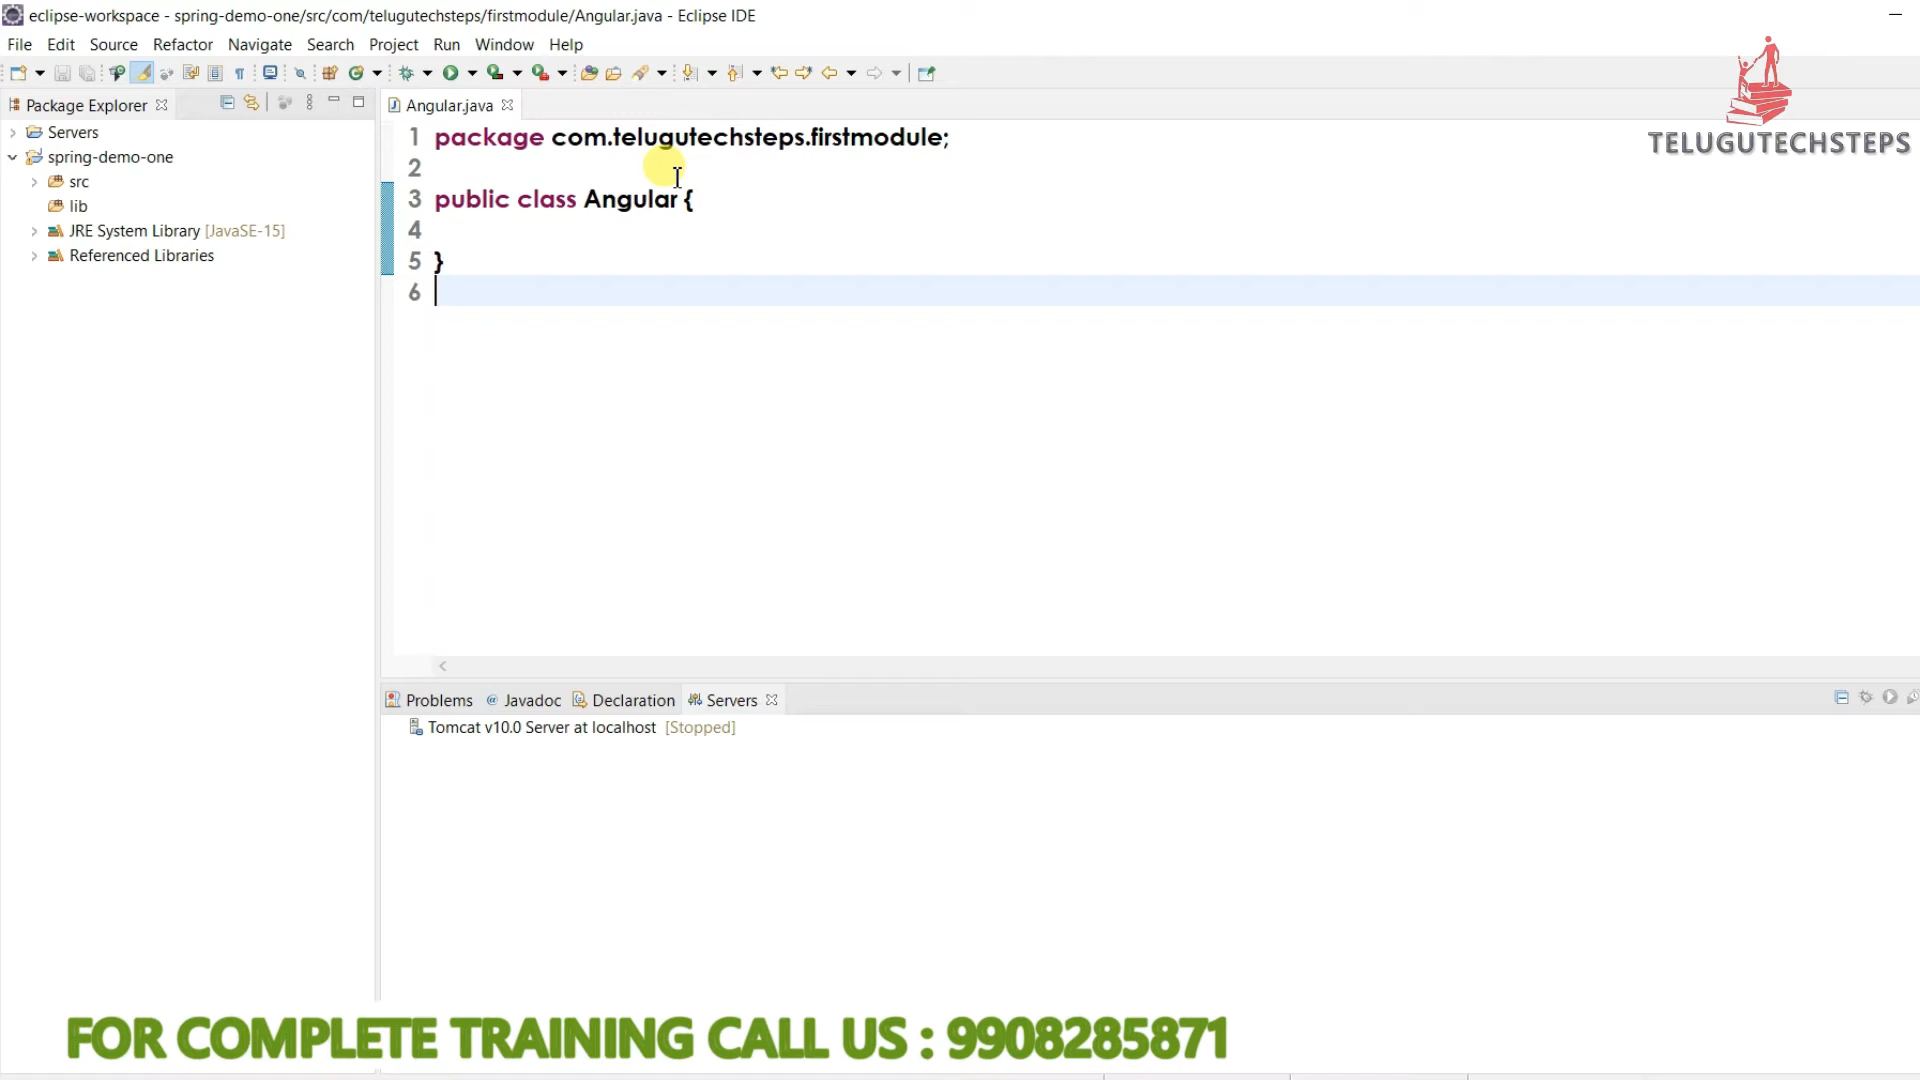 eclipse-workspace - spring-demo-one/src/com/telugutechsteps/firstmodule/Angular.java - Eclipse IDE
File Edit Source Refactor Navigate Search Project Run Window Help
TELUGUTECHSTEPS
Package Explorer
Servers
spring-demo-one
src
lib
JRE System Library [JavaSE-15]
Referenced Libraries
Angular.java
1 package com.telugutechsteps.firstmodule;
2
3 public class Angular {
4
5 }
6
Problems @ Javadoc Declaration Servers
Tomcat v10.0 Server at localhost [Stopped]
FOR COMPLETE TRAINING CALL US : 9908285871